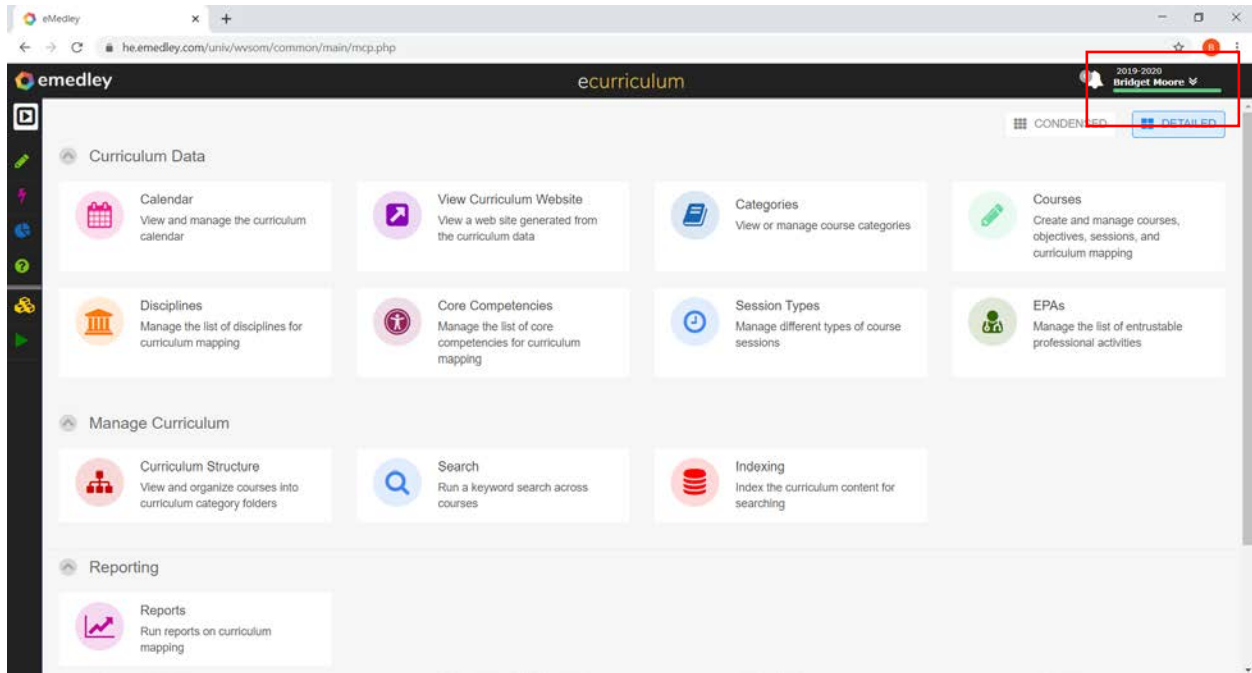 eMedley
he.emedley.com/univ/wvsom/common/main/mcp.php
B
emedley
ecurriculum
2019-2020
Bridget Moore
CONDENSED
DETAILED
Curriculum Data
Calendar
View and manage the curriculum
calendar
View Curriculum Website
View a web site generated from
the curriculum data
Categories
View or manage course categories
Courses
Create and manage courses,
objectives, sessions, and
curriculum mapping
Disciplines
Manage the list of disciplines for
curriculum mapping
Core Competencies
Manage the list of core
competencies for curriculum
mapping
Session Types
Manage different types of course
sessions
EPAs
Manage the list of entrustable
professional activities
Manage Curriculum
Curriculum Structure
View and organize courses into
curriculum category folders
Search
Run a keyword search across
courses
Indexing
Index the curriculum content for
searching
Reporting
Reports
Run reports on curriculum
mapping